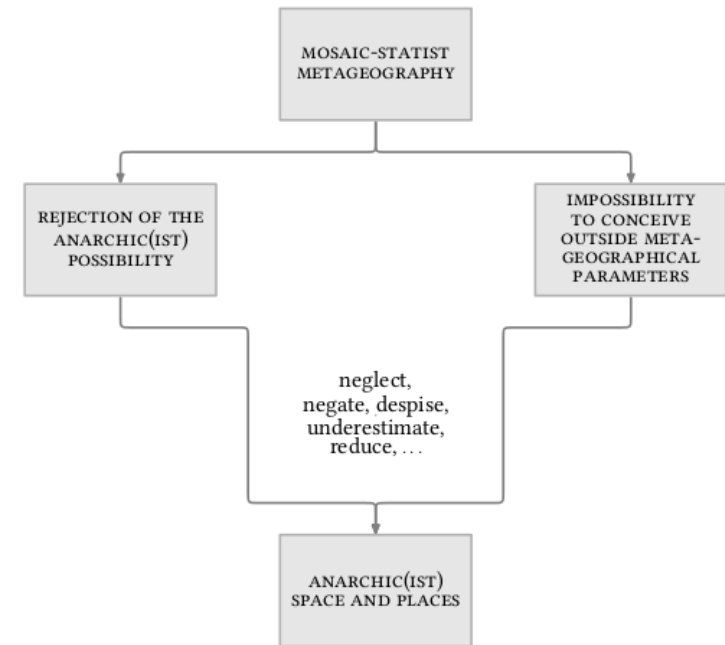 MOSAIC-STATIST
METAGEOGRAPHY
REJECTION OF THE
ANARCHIC(IST)
POSSIBILITY
IMPOSSIBILITY
TO CONCEIVE
OUTSIDE META-
GEOGRAPHICAL
PARAMETERS
neglect,
negate, despise,
underestimate,
reduce, ...
ANARCHIC(IST)
SPACE AND PLACES